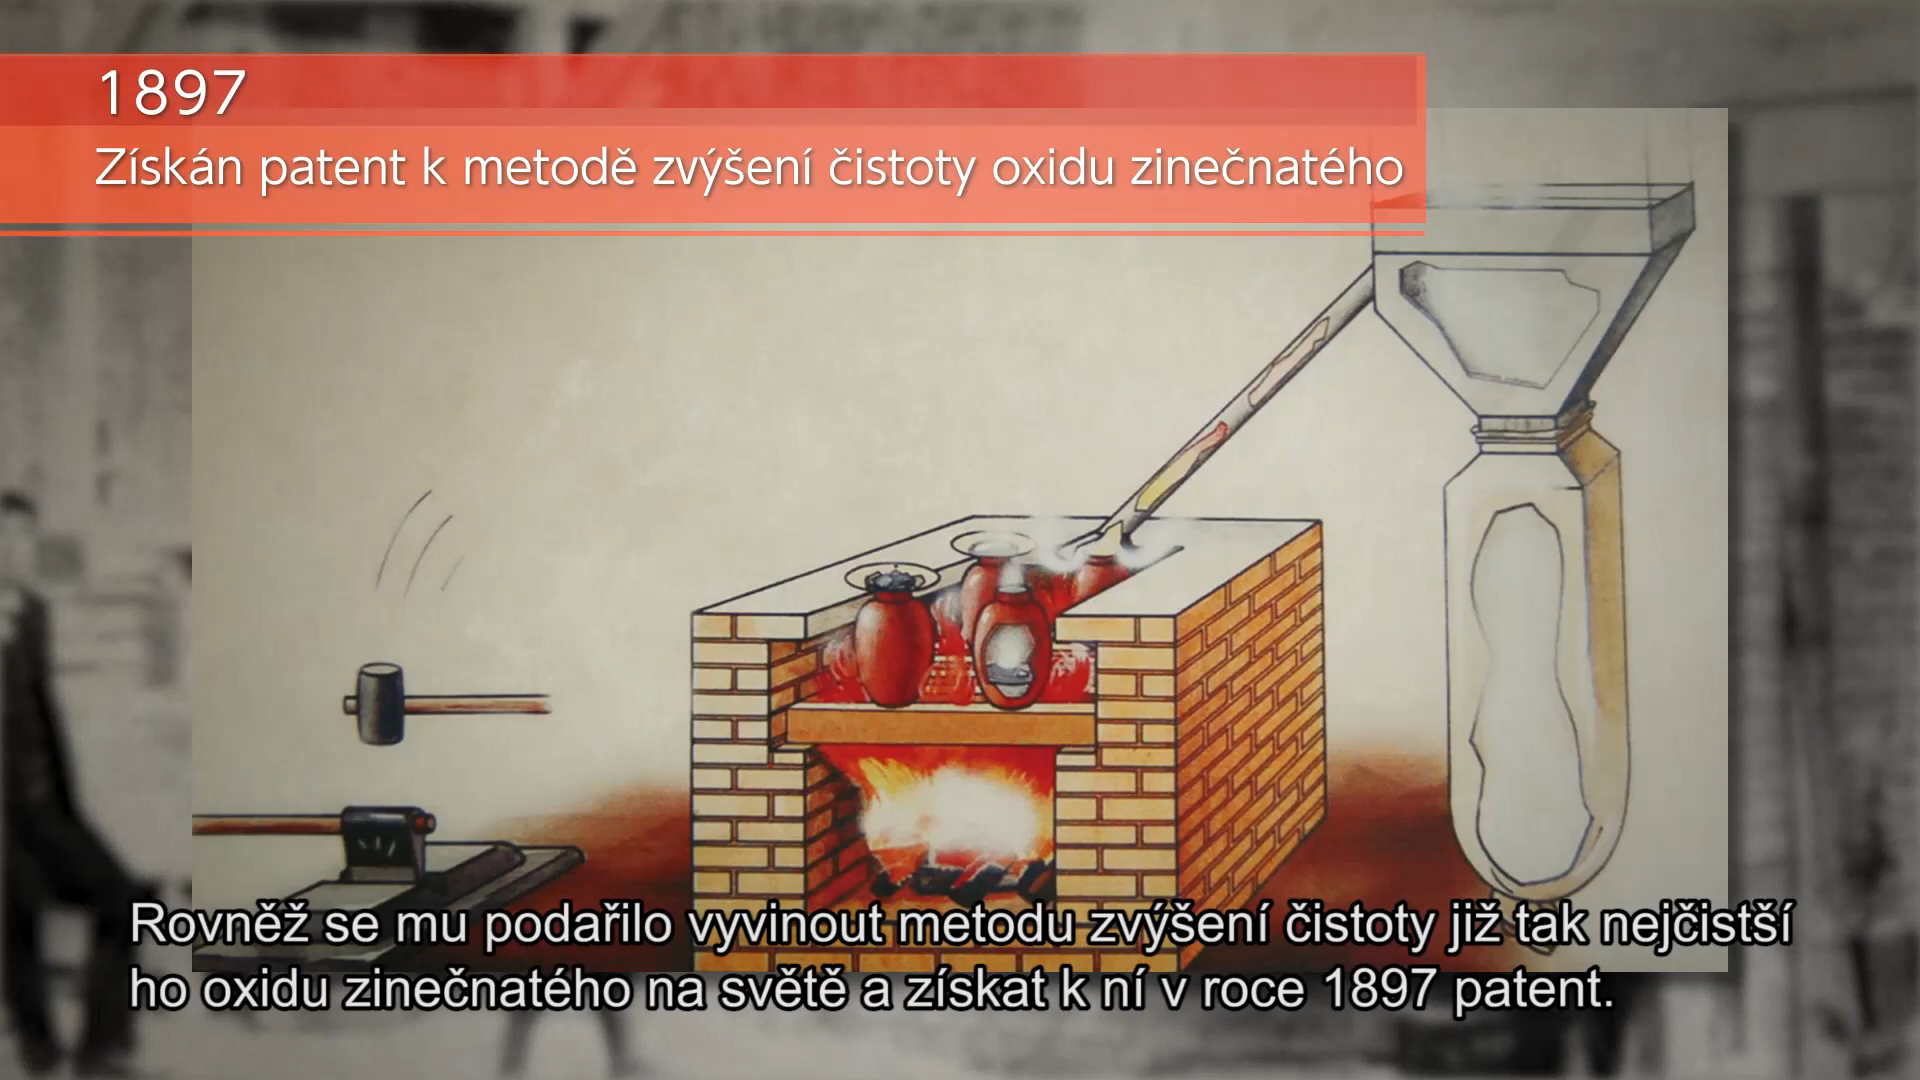 1897
Získán patent k metodě zvýšení čistoty oxidu zinečnatého
Rovněž se mu podařilo vyvinout metodu zvýšení čistoty již tak nejčistší
ho oxidu zinečnatého na světě a získat k ní v roce 1897 patent.